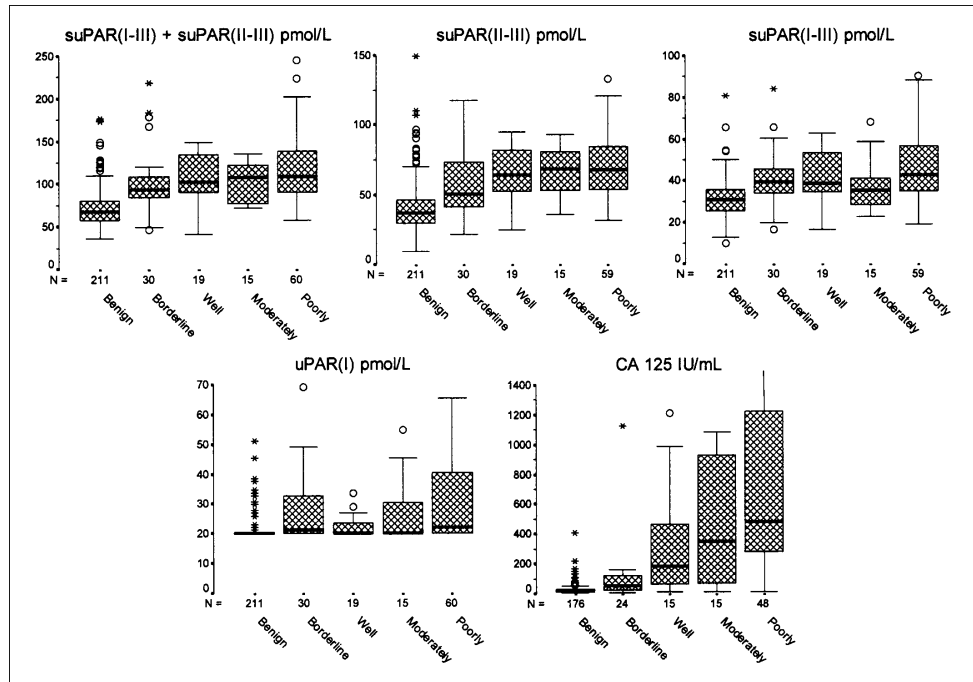 suPAR(I-III) + suPAR(II-III) pmol/L
250
200
150
100
50
0
N = 211 30 19 15 60
Benign
Borderline
Well
Moderately
Poorly
suPAR(II-III) pmol/L
150
100
50
0
N = 211 30 19 15 59
Benign
Borderline
Well
Moderately
Poorly
suPAR(I-III) pmol/L
100
80
60
40
20
0
N = 211 30 19 15 59
Benign
Borderline
Well
Moderately
Poorly
uPAR(I) pmol/L
70
60
50
40
30
20
10
0
N = 211 30 19 15 60
Benign
Borderline
Well
Moderately
Poorly
CA 125 IU/mL
1400
1200
1000
800
600
400
200
0
N = 176 24 15 15 48
Benign
Borderline
Well
Moderately
Poorly